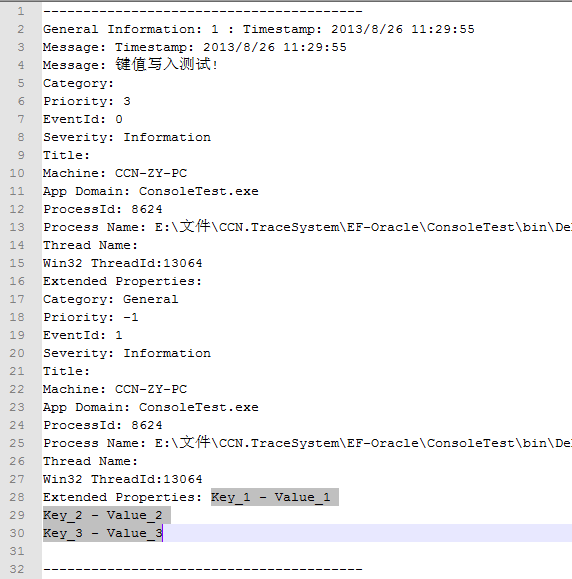 1 ----------------------------------------
2 General Information: 1 : Timestamp: 2013/8/26 11:29:55
3 Message: Timestamp: 2013/8/26 11:29:55
4 Message: 键值写入测试!
5 Category:
6 Priority: 3
7 EventId: 0
8 Severity: Information
9 Title:
10 Machine: CCN-ZY-PC
11 App Domain: ConsoleTest.exe
12 ProcessId: 8624
13 Process Name: E:\文件\CCN.TraceSystem\EF-Oracle\ConsoleTest\bin\De
14 Thread Name:
15 Win32 ThreadId:13064
16 Extended Properties:
17 Category: General
18 Priority: -1
19 EventId: 1
20 Severity: Information
21 Title:
22 Machine: CCN-ZY-PC
23 App Domain: ConsoleTest.exe
24 ProcessId: 8624
25 Process Name: E:\文件\CCN.TraceSystem\EF-Oracle\ConsoleTest\bin\De
26 Thread Name:
27 Win32 ThreadId:13064
28 Extended Properties: Key_1 - Value_1
29 Key_2 - Value_2
30 Key_3 - Value_3
31
32 ----------------------------------------